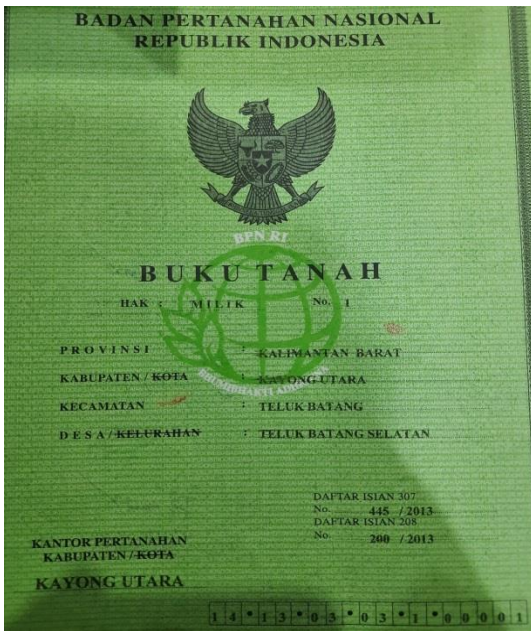 BADAN PERTANAHAN NASIONAL
REPUBLIK INDONESIA
BPN RI
BUKU TANAH
HAK : MILIK No. 1
PROVINSI : KALIMANTAN BARAT
KABUPATEN / KOTA : KAYONG UTARA
BHUMIBHAKTI ADHIGUNA
KECAMATAN : TELUK BATANG
DESA / KELURAHAN : TELUK BATANG SELATAN
DAFTAR ISIAN 307
No. 445 / 2013
DAFTAR ISIAN 208
No. 200 / 2013
KANTOR PERTANAHAN
KABUPATEN / KOTA
KAYONG UTARA
14•13•03•03•1•00001